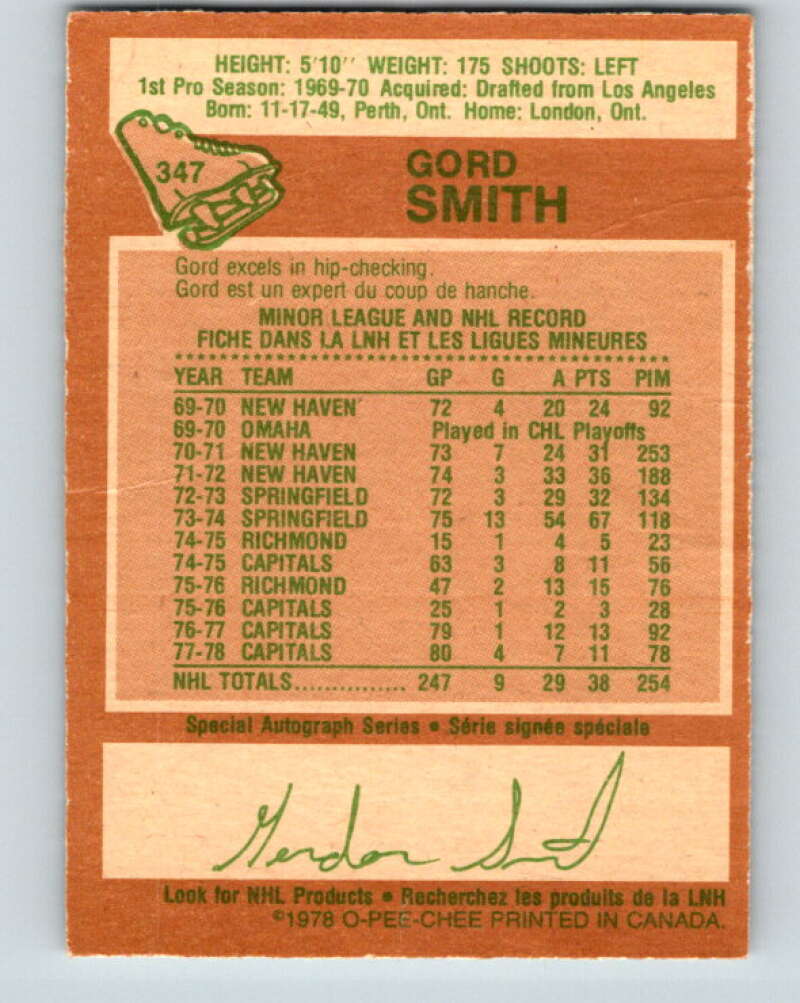 HEIGHT: 5'10'' WEIGHT: 175 SHOOTS: LEFT
1st Pro Season: 1969-70 Acquired: Drafted from Los Angeles
Born: 11-17-49, Perth, Ont. Home: London, Ont.
347
GORD
SMITH
Gord excels in hip-checking.
Gord est un expert du coup de hanche.
MINOR LEAGUE AND NHL RECORD
FICHE DANS LA LNH ET LES LIGUES MINEURES
YEAR TEAM GP G A PTS PIM
69-70 NEW HAVEN 72 4 20 24 92
69-70 OMAHA Played in CHL Playoffs
70-71 NEW HAVEN 73 7 24 31 253
71-72 NEW HAVEN 74 3 33 36 188
72-73 SPRINGFIELD 72 3 29 32 134
73-74 SPRINGFIELD 75 13 54 67 118
74-75 RICHMOND 15 1 4 5 23
74-75 CAPITALS 63 3 8 11 56
75-76 RICHMOND 47 2 13 15 76
75-76 CAPITALS 25 1 2 3 28
76-77 CAPITALS 79 1 12 13 92
77-78 CAPITALS 80 4 7 11 78
NHL TOTALS............... 247 9 29 38 254
Special Autograph Series • Série signée spéciale
Gordon Smith
Look for NHL Products • Recherchez les produits de la LNH
©1978 O-PEE-CHEE PRINTED IN CANADA.